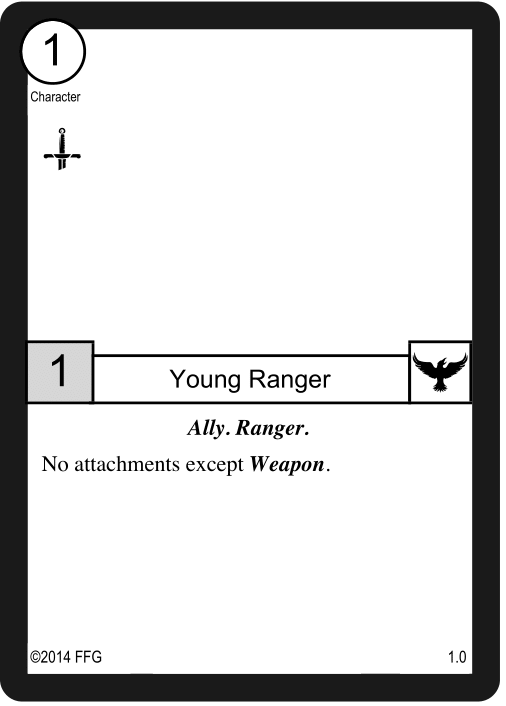 1
Character
1
Young Ranger
Ally. Ranger.
No attachments except Weapon.
©2014 FFG
1.0